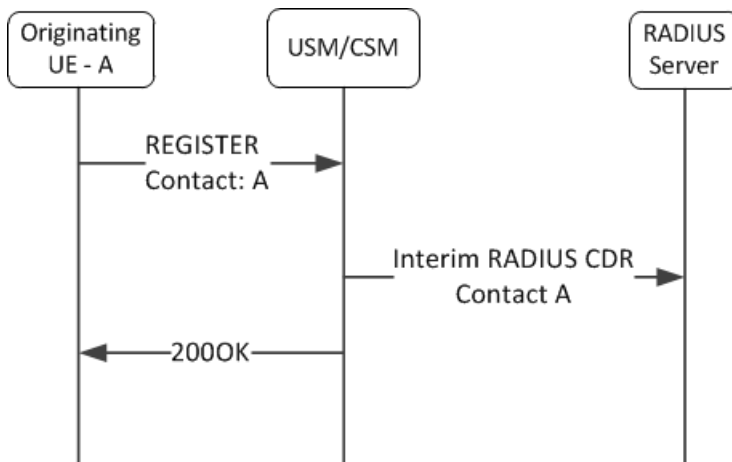 Originating
UE - A
USM/CSM
RADIUS
Server
REGISTER
Contact: A
Interim RADIUS CDR
Contact A
200OK